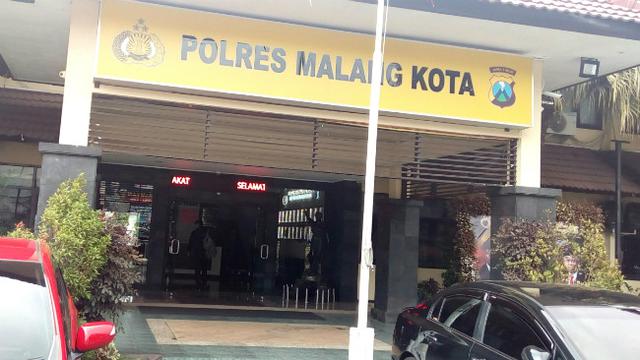 POLRES MALANG KOTA
AKAT SELAMAT